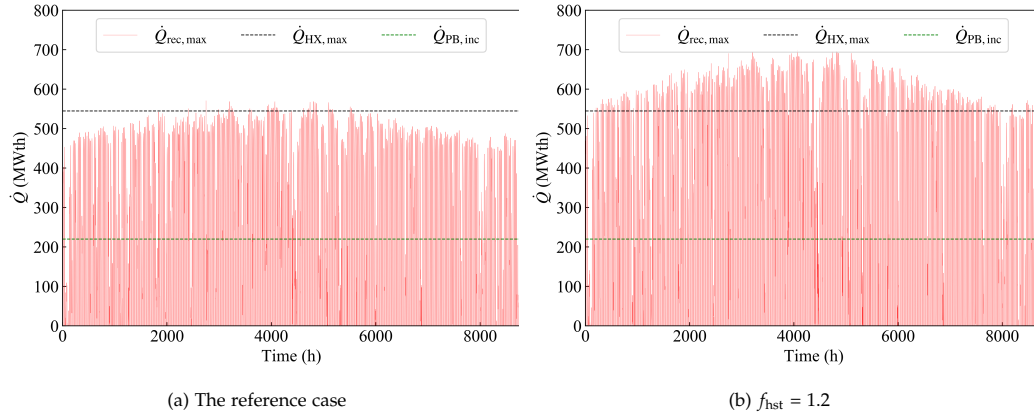 800
700
600
500
400
300
200
100
0
Q̇ (MWth)
Q̇rec, max
Q̇HX, max
Q̇PB, inc
0 2000 4000 6000 8000
Time (h)
(a) The reference case
800
700
600
500
400
300
200
100
0
Q̇ (MWth)
Q̇rec, max
Q̇HX, max
Q̇PB, inc
0 2000 4000 6000 8000
Time (h)
(b) fhst = 1.2